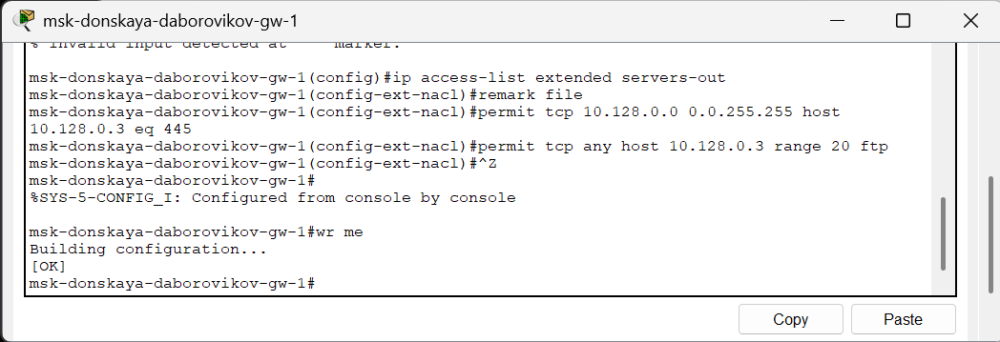 msk-donskaya-daborovikov-gw-1
% Invalid input detected at marker.
msk-donskaya-daborovikov-gw-1(config)#ip access-list extended servers-out
msk-donskaya-daborovikov-gw-1(config-ext-nacl)#remark file
msk-donskaya-daborovikov-gw-1(config-ext-nacl)#permit tcp 10.128.0.0 0.0.255.255 host
10.128.0.3 eq 445
msk-donskaya-daborovikov-gw-1(config-ext-nacl)#permit tcp any host 10.128.0.3 range 20 ftp
msk-donskaya-daborovikov-gw-1(config-ext-nacl)#^Z
msk-donskaya-daborovikov-gw-1#
%SYS-5-CONFIG_I: Configured from console by console
msk-donskaya-daborovikov-gw-1#wr me
Building configuration...
[OK]
msk-donskaya-daborovikov-gw-1#
Copy
Paste